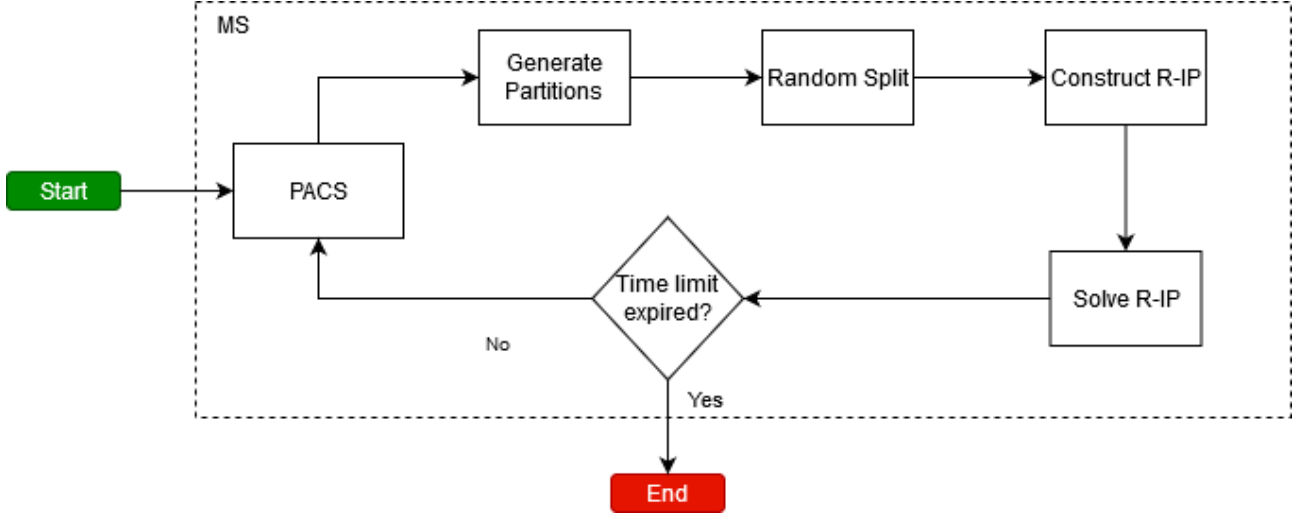 MS
Generate
Partitions
Random Split
Construct R-IP
Start
PACS
Time limit
expired?
Solve R-IP
No
Yes
End